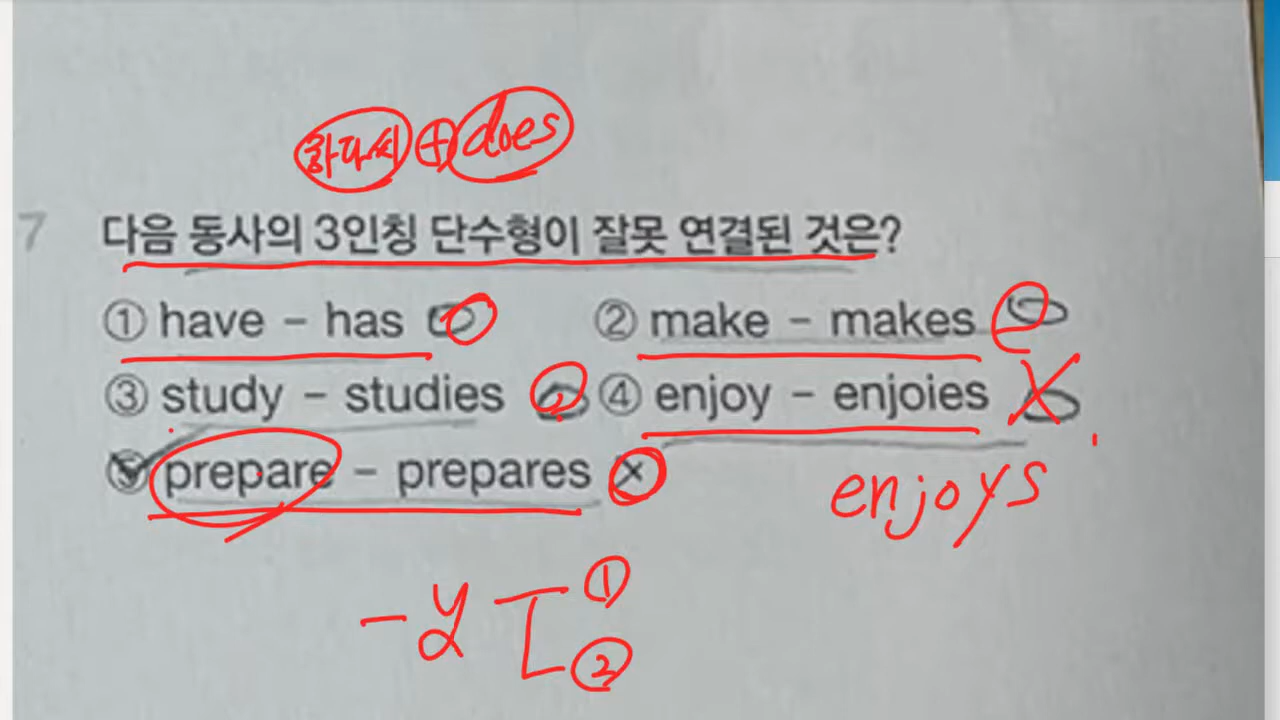 하다씨 + does
7 다음 동사의 3인칭 단수형이 잘못 연결된 것은?
① have – has ② make – makes
③ study – studies ④ enjoy – enjoies X
⑤ prepare – prepares ×
enjoys
-y ①
②